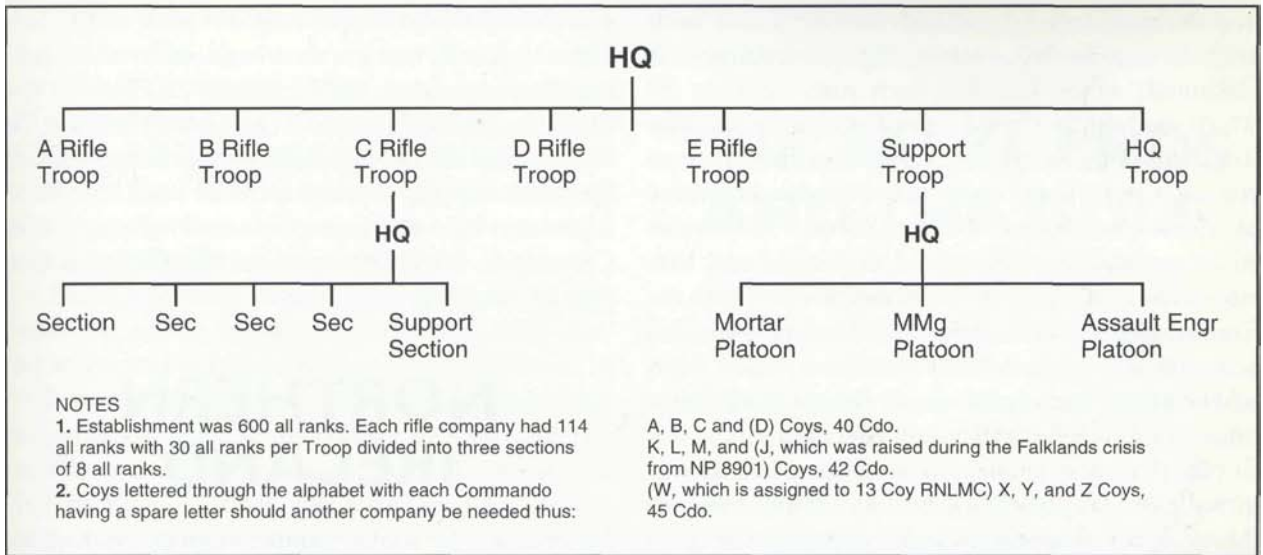 HQ
A Rifle Troop
B Rifle Troop
C Rifle Troop
D Rifle Troop
E Rifle Troop
Support Troop
HQ Troop
HQ
Section
Sec
Sec
Sec
Support Section
HQ
Mortar Platoon
MMg Platoon
Assault Engr Platoon
NOTES
1. Establishment was 600 all ranks. Each rifle company had 114
all ranks with 30 all ranks per Troop divided into three sections
of 8 all ranks.
2. Coys lettered through the alphabet with each Commando
having a spare letter should another company be needed thus:
A, B, C and (D) Coys, 40 Cdo.
K, L, M, and (J, which was raised during the Falklands crisis
from NP 8901) Coys, 42 Cdo.
(W, which is assigned to 13 Coy RNLMC) X, Y, and Z Coys,
45 Cdo.